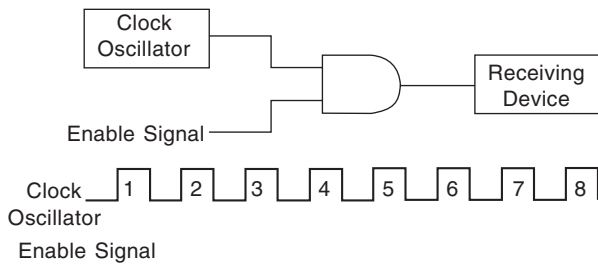 Clock
Oscillator
Receiving
Device
Enable Signal
1 2 3 4 5 6 7 8
Clock
Oscillator
Enable Signal